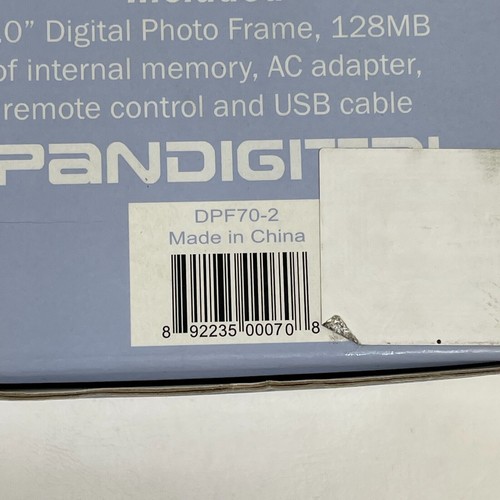 .0” Digital Photo Frame, 128MB
of internal memory, AC adapter,
remote control and USB cable
PANDIGITAL
DPF70-2
Made in China
8 92235 00070 8